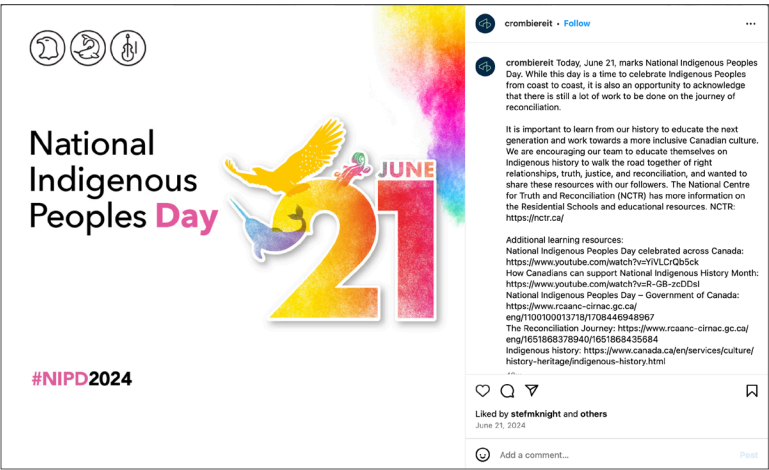 National
Indigenous
Peoples Day
JUNE
21
#NIPD2024
crombiereit • Follow
crombiereit Today, June 21, marks National Indigenous Peoples
Day. While this day is a time to celebrate Indigenous Peoples
from coast to coast, it is also an opportunity to acknowledge
that there is still a lot of work to be done on the journey of
reconciliation.
It is important to learn from our history to educate the next
generation and work towards a more inclusive Canadian culture.
We are encouraging our team to educate themselves on
Indigenous history to walk the road together of right
relationships, truth, justice, and reconciliation, and wanted to
share these resources with our followers. The National Centre
for Truth and Reconciliation (NCTR) has more information on
the Residential Schools and educational resources. NCTR:
https://nctr.ca/
Additional learning resources:
National Indigenous Peoples Day celebrated across Canada:
https://www.youtube.com/watch?v=YiVLCrQb5ck
How Canadians can support National Indigenous History Month:
https://www.youtube.com/watch?v=R-GB-zcDDsI
National Indigenous Peoples Day – Government of Canada:
https://www.rcaanc-cirnac.gc.ca/
eng/1100100013718/1708446948967
The Reconciliation Journey: https://www.rcaanc-cirnac.gc.ca/
eng/1651868378940/1651868435684
Indigenous history: https://www.canada.ca/en/services/culture/
history-heritage/indigenous-history.html
Liked by stefmknight and others
June 21, 2024
Add a comment...
Post